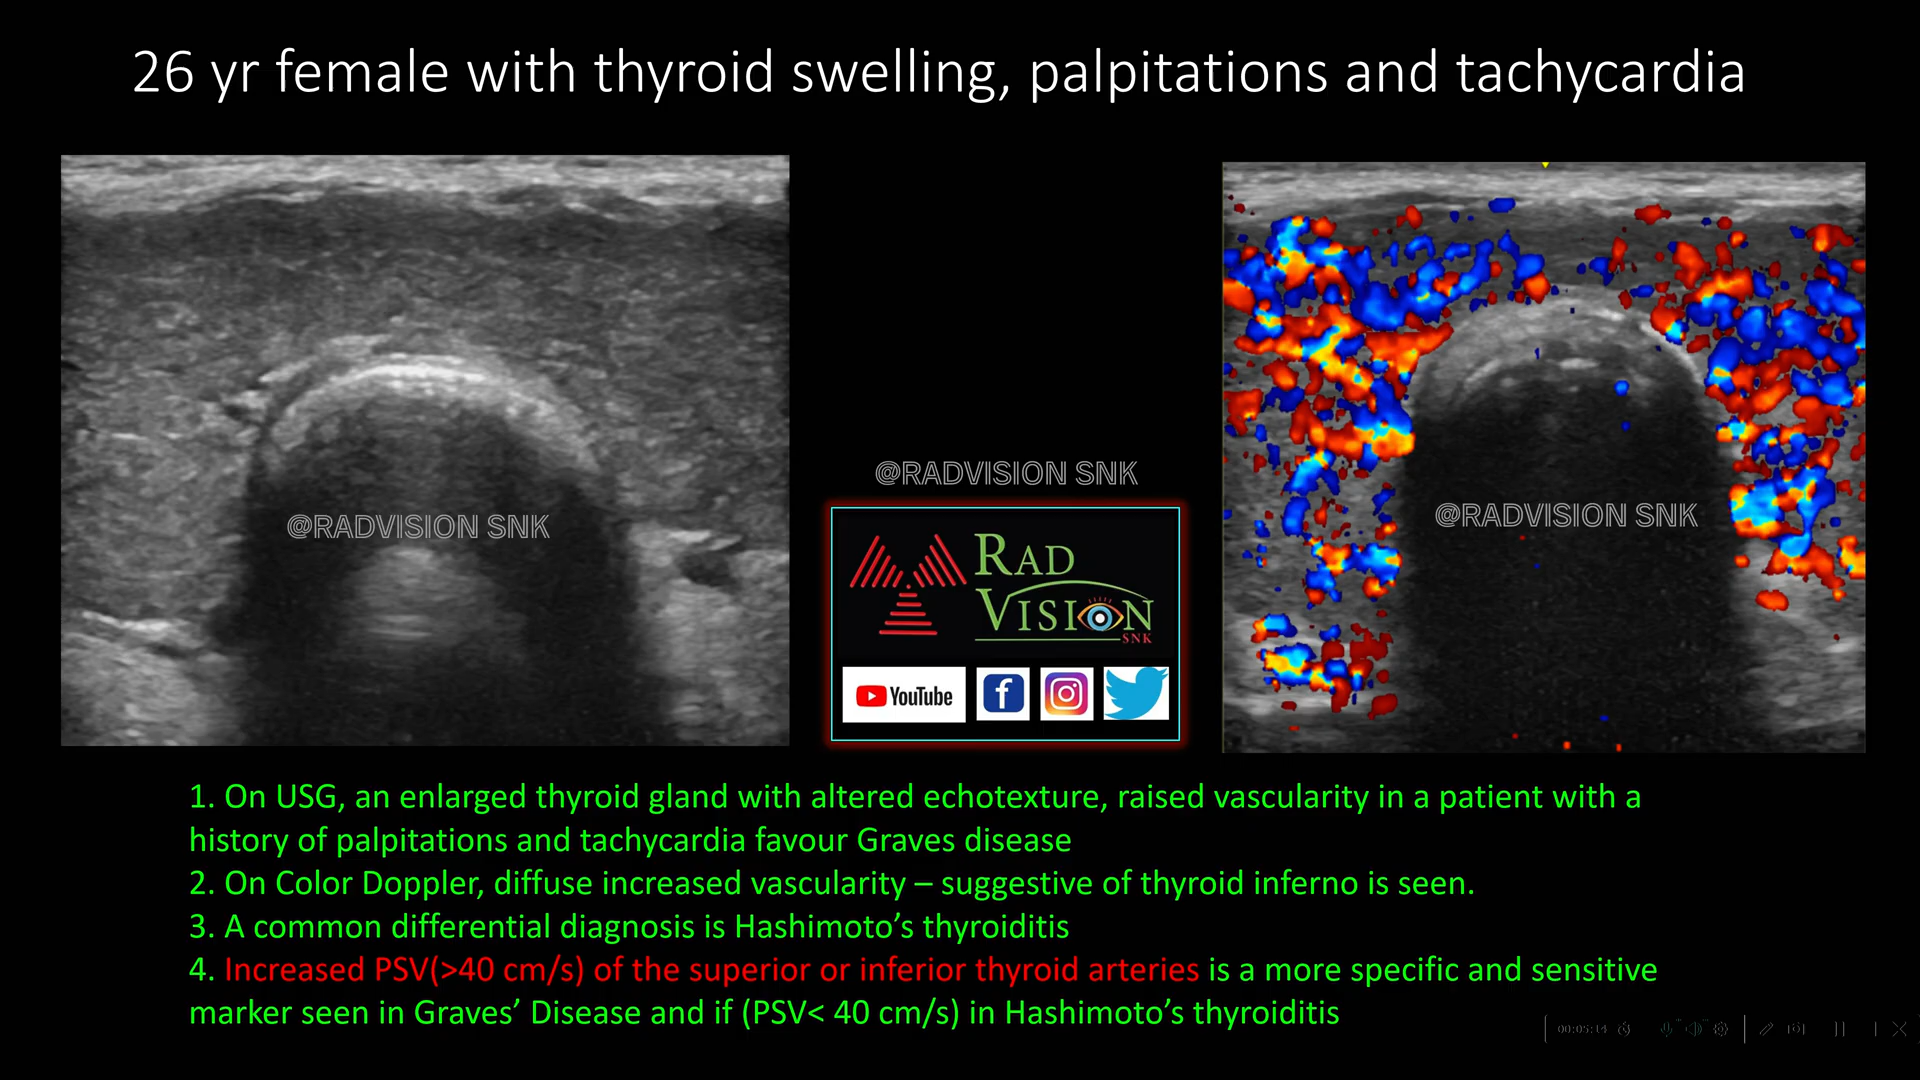 26 yr female with thyroid swelling, palpitations and tachycardia
@RADVISION SNK
@RADVISION SNK
@RADVISION SNK
RAD
VISION
SNK
YouTube
1. On USG, an enlarged thyroid gland with altered echotexture, raised vascularity in a patient with a
history of palpitations and tachycardia favour Graves disease
2. On Color Doppler, diffuse increased vascularity – suggestive of thyroid inferno is seen.
3. A common differential diagnosis is Hashimoto’s thyroiditis
4. Increased PSV(>40 cm/s) of the superior or inferior thyroid arteries is a more specific and sensitive
marker seen in Graves’ Disease and if (PSV< 40 cm/s) in Hashimoto’s thyroiditis
00:05:14